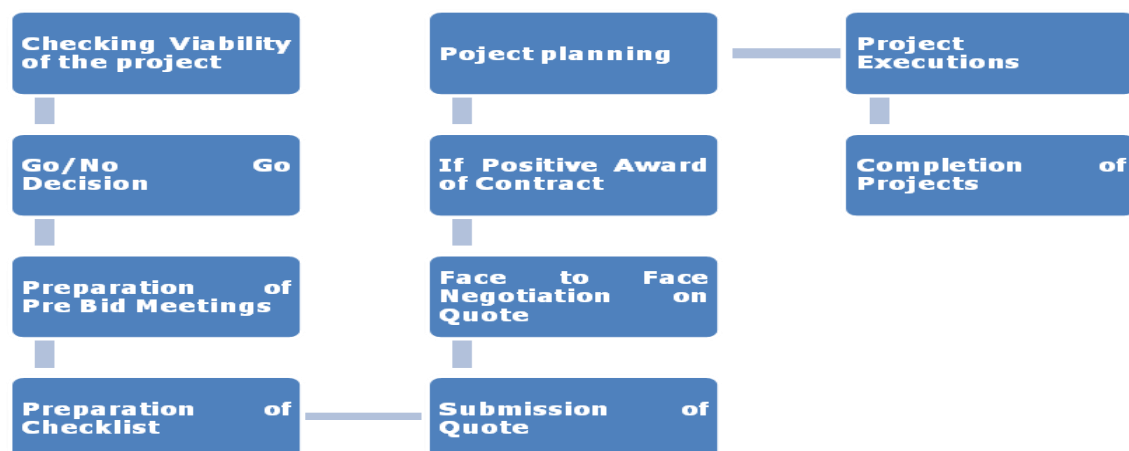 Checking Viability
of the project
Go/No Go
Decision
Preparation of
Pre Bid Meetings
Preparation of
Checklist
Submission of
Quote
Face to Face
Negotiation on
Quote
If Positive Award
of Contract
Poject planning
Project
Executions
Completion of
Projects